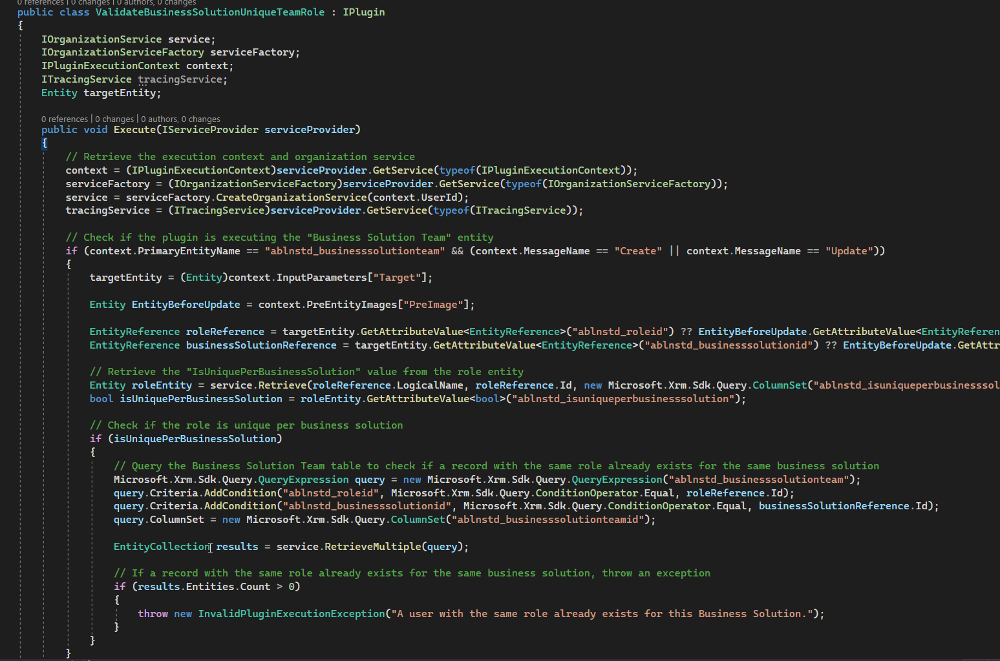 0 references | 0 changes | 0 authors, 0 changes
public class ValidateBusinessSolutionUniqueTeamRole : IPlugin
{
IOrganizationService service;
IOrganizationServiceFactory serviceFactory;
IPluginExecutionContext context;
ITracingService tracingService;
Entity targetEntity;
0 references | 0 changes | 0 authors, 0 changes
public void Execute(IServiceProvider serviceProvider)
{
// Retrieve the execution context and organization service
context = (IPluginExecutionContext)serviceProvider.GetService(typeof(IPluginExecutionContext));
serviceFactory = (IOrganizationServiceFactory)serviceProvider.GetService(typeof(IOrganizationServiceFactory));
service = serviceFactory.CreateOrganizationService(context.UserId);
tracingService = (ITracingService)serviceProvider.GetService(typeof(ITracingService));
// Check if the plugin is executing the "Business Solution Team" entity
if (context.PrimaryEntityName == "ablnstd_businesssolutionteam" && (context.MessageName == "Create" || context.MessageName == "Update"))
{
targetEntity = (Entity)context.InputParameters["Target"];
Entity EntityBeforeUpdate = context.PreEntityImages["PreImage"];
EntityReference roleReference = targetEntity.GetAttributeValue<EntityReference>("ablnstd_roleid") ?? EntityBeforeUpdate.GetAttributeValue<EntityReferen
EntityReference businessSolutionReference = targetEntity.GetAttributeValue<EntityReference>("ablnstd_businesssolutionid") ?? EntityBeforeUpdate.GetAttr
// Retrieve the "IsUniquePerBusinessSolution" value from the role entity
Entity roleEntity = service.Retrieve(roleReference.LogicalName, roleReference.Id, new Microsoft.Xrm.Sdk.Query.ColumnSet("ablnstd_isuniqueperbusinesssol
bool isUniquePerBusinessSolution = roleEntity.GetAttributeValue<bool>("ablnstd_isuniqueperbusinesssolution");
// Check if the role is unique per business solution
if (isUniquePerBusinessSolution)
{
// Query the Business Solution Team table to check if a record with the same role already exists for the same business solution
Microsoft.Xrm.Sdk.Query.QueryExpression query = new Microsoft.Xrm.Sdk.Query.QueryExpression("ablnstd_businesssolutionteam");
query.Criteria.AddCondition("ablnstd_roleid", Microsoft.Xrm.Sdk.Query.ConditionOperator.Equal, roleReference.Id);
query.Criteria.AddCondition("ablnstd_businesssolutionid", Microsoft.Xrm.Sdk.Query.ConditionOperator.Equal, businessSolutionReference.Id);
query.ColumnSet = new Microsoft.Xrm.Sdk.Query.ColumnSet("ablnstd_businesssolutionteamid");
EntityCollection results = service.RetrieveMultiple(query);
// If a record with the same role already exists for the same business solution, throw an exception
if (results.Entities.Count > 0)
{
throw new InvalidPluginExecutionException("A user with the same role already exists for this Business Solution.");
}
}
}